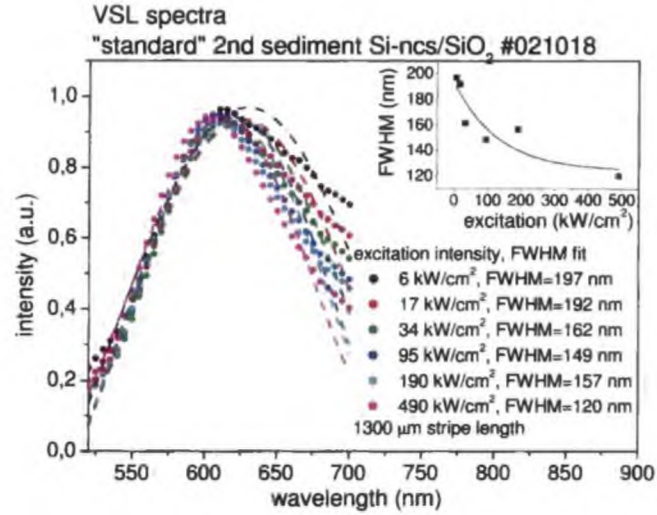 VSL spectra
"standard" 2nd sediment Si-ncs/SiO₂ #021018
intensity (a.u.)
1,0
0,8
0,6
0,4
0,2
0,0
550 600 650 700 750 800 850 900
wavelength (nm)
FWHM (nm)
200
180
160
140
120
0 100 200 300 400 500
excitation (kW/cm²)
excitation intensity, FWHM fit
6 kW/cm², FWHM=197 nm
17 kW/cm², FWHM=192 nm
34 kW/cm², FWHM=162 nm
95 kW/cm², FWHM=149 nm
190 kW/cm², FWHM=157 nm
490 kW/cm², FWHM=120 nm
1300 μm stripe length